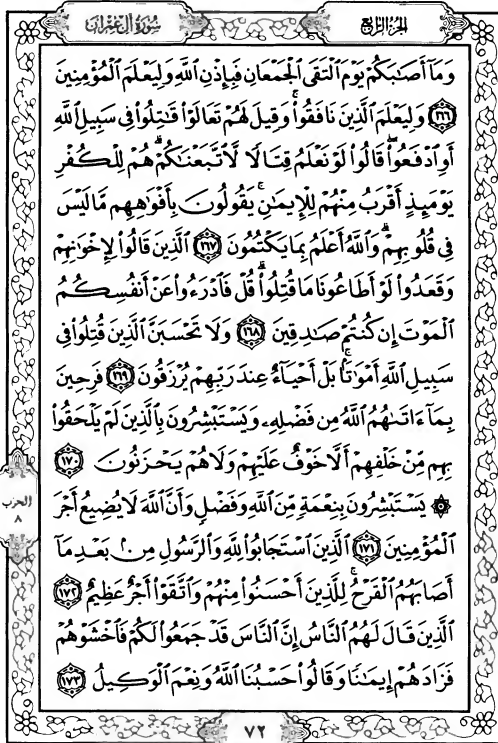 الجزء الرابع
سورة آل عمران
وَمَآ أَصَٰبَكُمْ يَوْمَ ٱلْتَقَى ٱلْجَمْعَانِ فَبِإِذْنِ ٱللَّهِ وَلِيَعْلَمَ ٱلْمُؤْمِنِينَ
﴿١٦٦﴾ وَلِيَعْلَمَ ٱلَّذِينَ نَافَقُوا۟ ۚ وَقِيلَ لَهُمْ تَعَالَوْا۟ قَٰتِلُوا۟ فِى سَبِيلِ ٱللَّهِ
أَوِ ٱدْفَعُوا۟ ۖ قَالُوا۟ لَوْ نَعْلَمُ قِتَالًا لَّٱتَّبَعْنَٰكُمْ ۗ هُمْ لِلْكُفْرِ
يَوْمَئِذٍ أَقْرَبُ مِنْهُمْ لِلْإِيمَٰنِ ۚ يَقُولُونَ بِأَفْوَٰهِهِم مَّا لَيْسَ
فِى قُلُوبِهِمْ ۗ وَٱللَّهُ أَعْلَمُ بِمَا يَكْتُمُونَ ﴿١٦٧﴾ ٱلَّذِينَ قَالُوا۟ لِإِخْوَٰنِهِمْ
وَقَعَدُوا۟ لَوْ أَطَاعُونَا مَا قُتِلُوا۟ ۗ قُلْ فَٱدْرَءُوا۟ عَنْ أَنفُسِكُمُ
ٱلْمَوْتَ إِن كُنتُمْ صَٰدِقِينَ ﴿١٦٨﴾ وَلَا تَحْسَبَنَّ ٱلَّذِينَ قُتِلُوا۟ فِى
سَبِيلِ ٱللَّهِ أَمْوَٰتًۢا ۚ بَلْ أَحْيَآءٌ عِندَ رَبِّهِمْ يُرْزَقُونَ ﴿١٦٩﴾ فَرِحِينَ
بِمَآ ءَاتَىٰهُمُ ٱللَّهُ مِن فَضْلِهِۦ وَيَسْتَبْشِرُونَ بِٱلَّذِينَ لَمْ يَلْحَقُوا۟
بِهِم مِّنْ خَلْفِهِمْ أَلَّا خَوْفٌ عَلَيْهِمْ وَلَا هُمْ يَحْزَنُونَ ﴿١٧٠﴾
۞ يَسْتَبْشِرُونَ بِنِعْمَةٍ مِّنَ ٱللَّهِ وَفَضْلٍ وَأَنَّ ٱللَّهَ لَا يُضِيعُ أَجْرَ
ٱلْمُؤْمِنِينَ ﴿١٧١﴾ ٱلَّذِينَ ٱسْتَجَابُوا۟ لِلَّهِ وَٱلرَّسُولِ مِنۢ بَعْدِ مَآ
أَصَابَهُمُ ٱلْقَرْحُ ۚ لِلَّذِينَ أَحْسَنُوا۟ مِنْهُمْ وَٱتَّقَوْا۟ أَجْرٌ عَظِيمٌ ﴿١٧٢﴾
ٱلَّذِينَ قَالَ لَهُمُ ٱلنَّاسُ إِنَّ ٱلنَّاسَ قَدْ جَمَعُوا۟ لَكُمْ فَٱخْشَوْهُمْ
فَزَادَهُمْ إِيمَٰنًا وَقَالُوا۟ حَسْبُنَا ٱللَّهُ وَنِعْمَ ٱلْوَكِيلُ ﴿١٧٣﴾
الحزب
٨
٧٢